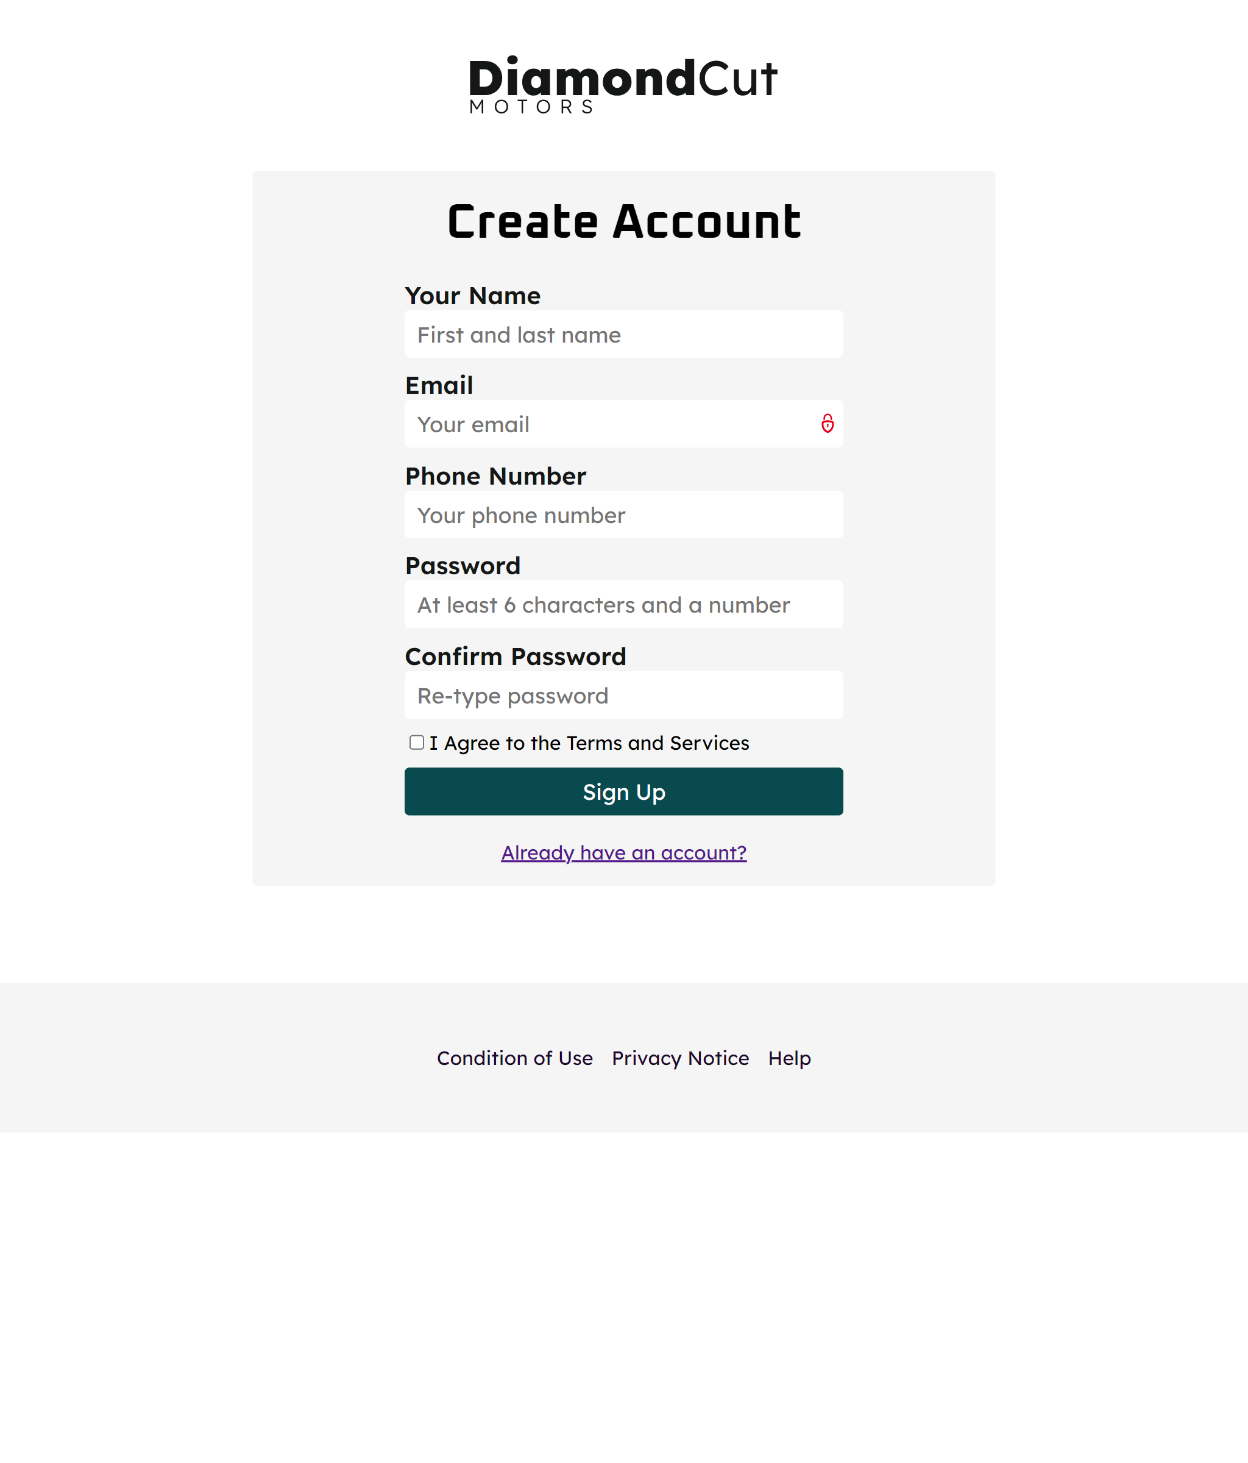 DiamondCut
MOTORS
Create Account
Your Name
First and last name
Email
Your email
Phone Number
Your phone number
Password
At least 6 characters and a number
Confirm Password
Re-type password
I Agree to the Terms and Services
Sign Up
Already have an account?
Condition of Use Privacy Notice Help